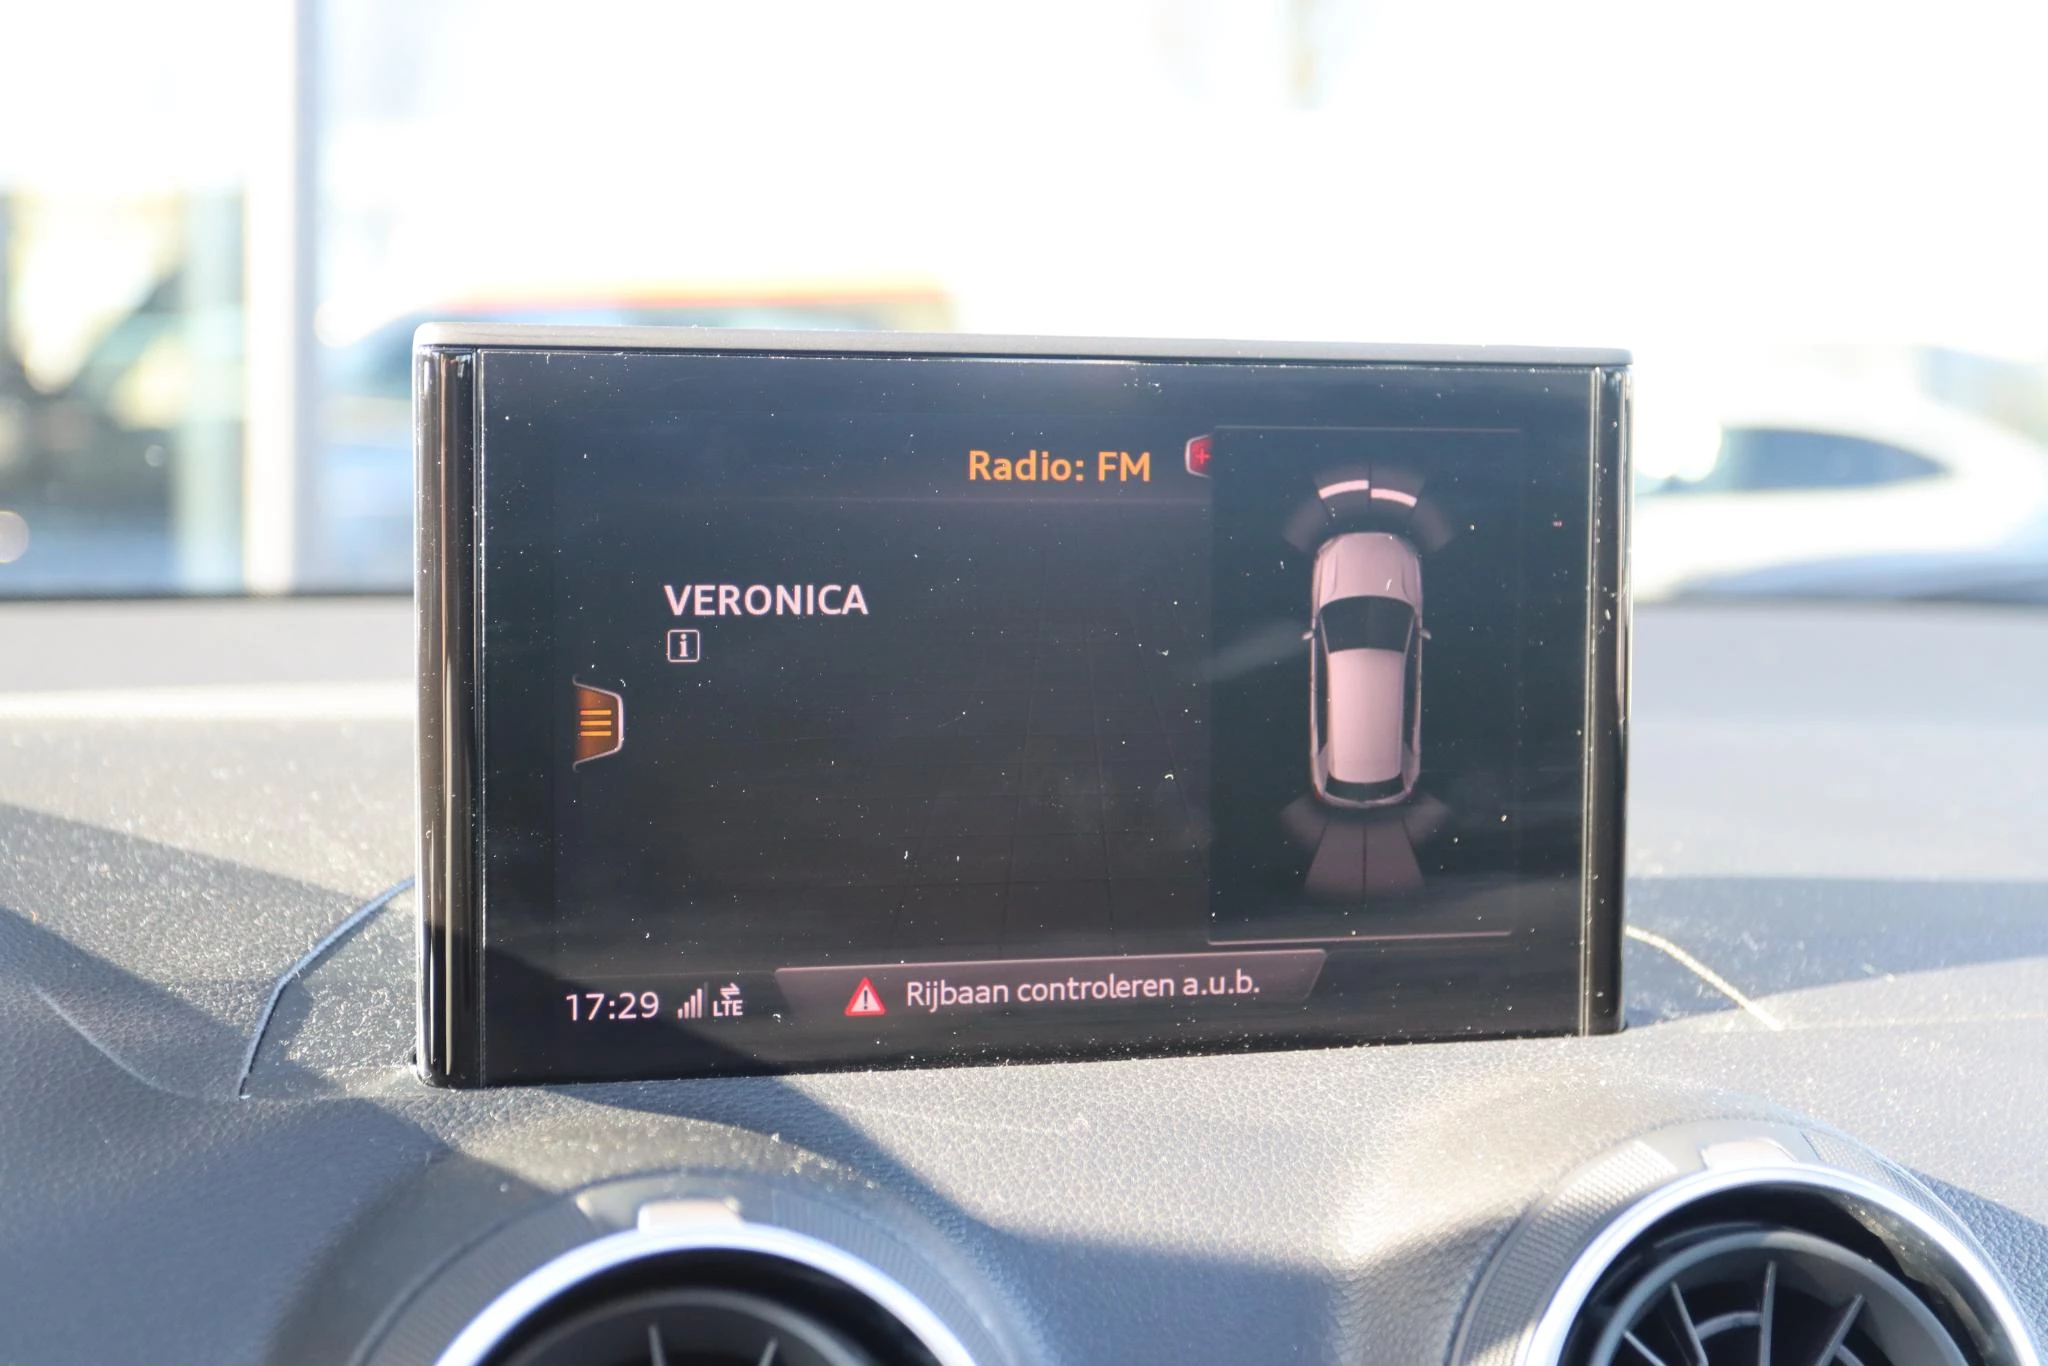 Radio: FM
VERONICA
i
17:29 LTE
Rijbaan controleren a.u.b.